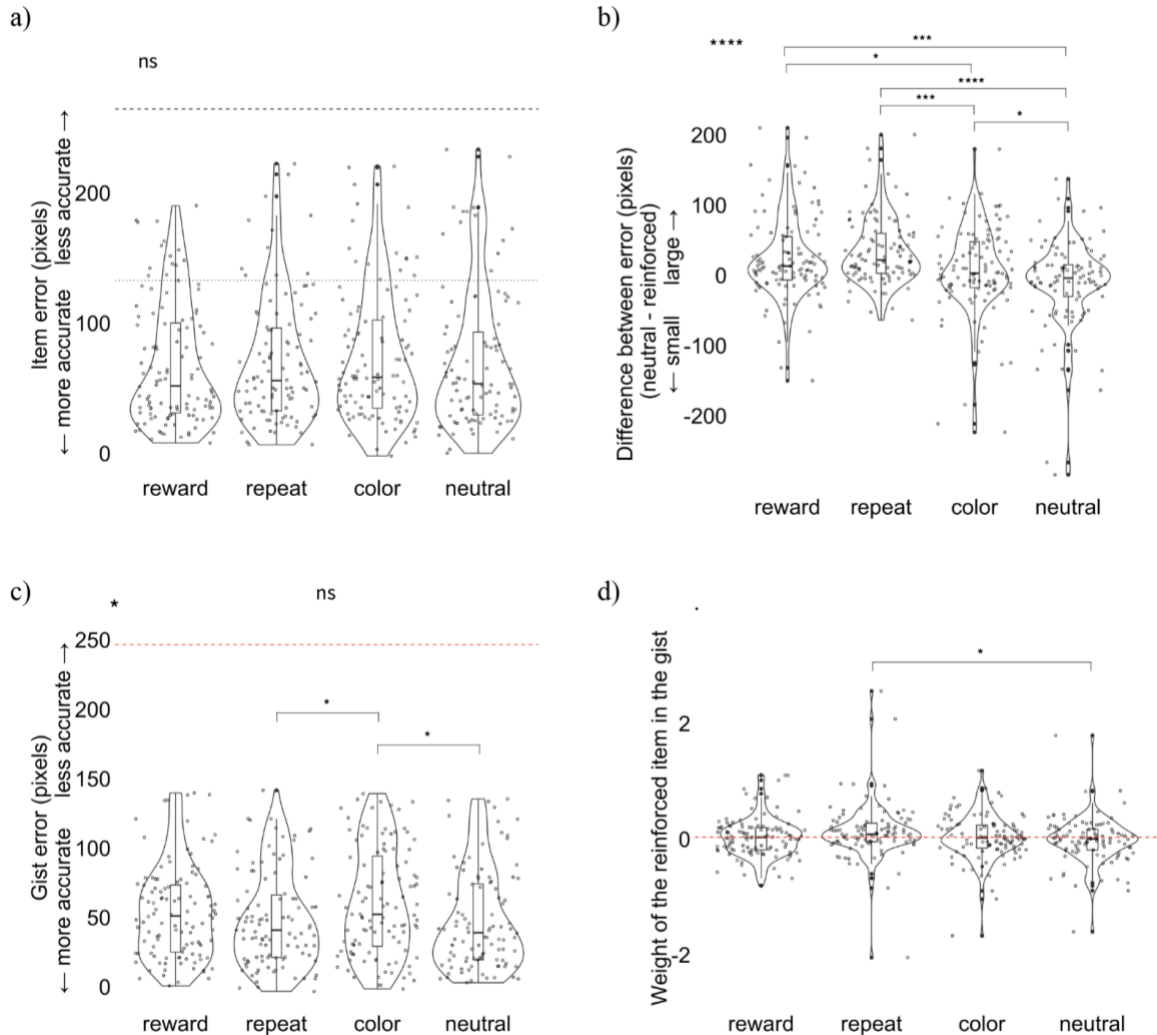 a)
ns
Item error (pixels)
← more accurate   less accurate →
200
100
0
reward repeat color neutral
b)
**** ***
*
****
***
*
Difference between error (pixels)
(neutral - reinforced)
← small   large →
200
100
0
-100
-200
reward repeat color neutral
c)
* ns
Gist error (pixels)
← more accurate   less accurate →
250
200
150
100
50
0
*
*
reward repeat color neutral
d)
.
*
Weight of the reinforced item in the gist
2
0
-2
reward repeat color neutral